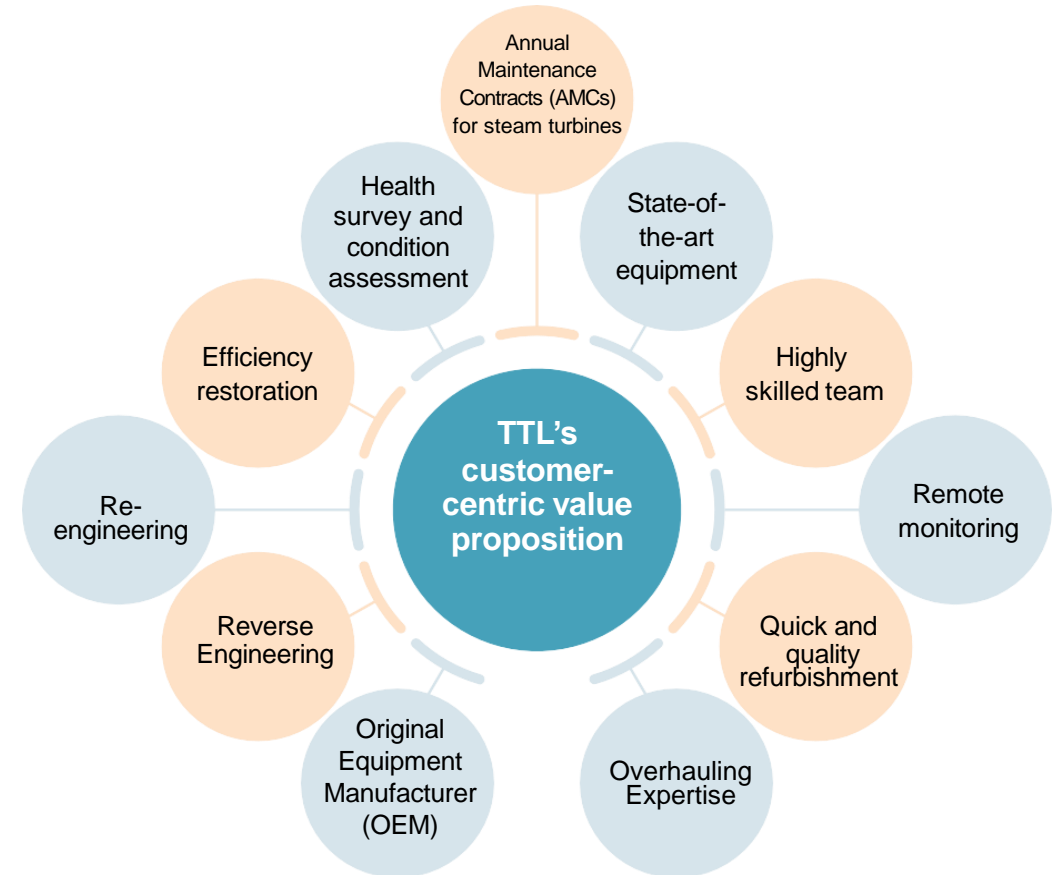 Annual
Maintenance
Contracts (AMCs)
for steam turbines
State-of-
the-art
equipment
Highly
skilled team
Remote
monitoring
Quick and
quality
refurbishment
Overhauling
Expertise
Original
Equipment
Manufacturer
(OEM)
Reverse
Engineering
Re-
engineering
Efficiency
restoration
Health
survey and
condition
assessment
TTL's
customer-
centric value
proposition